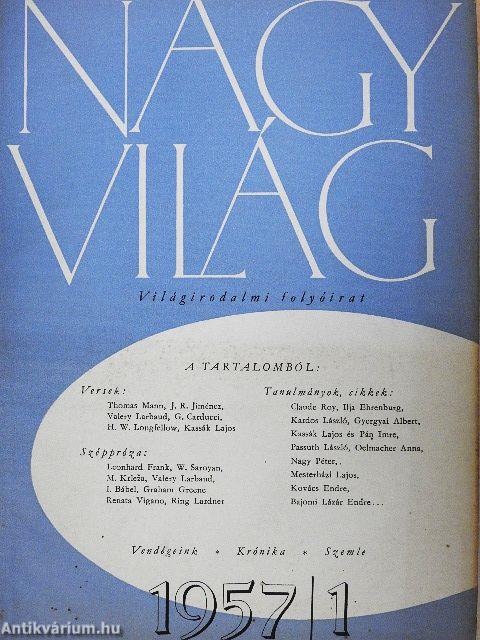 NAGY
VILÁG
Világirodalmi folyóirat
A TARTALOMBÓL:
Versek:
Thomas Mann, J. R. Jiménez,
Valery Larbaud, G. Carducci,
H. W. Longfellow, Kassák Lajos
Széppróza:
Leonhard Frank, W. Saroyan,
M. Krleža, Valery Larbaud,
I. Bábel, Graham Greene
Renata Vigano, Ring Lardner
Tanulmányok, cikkek:
Claude Roy, Ilja Ehrenburg,
Kardos László, Gyergyai Albert,
Kassák Lajos és Pán Imre,
Passuth László, Oelmacher Anna,
Nagy Péter,.
Mesterházi Lajos,
Kovács Endre,
Bajomi Lázár Endre...
Vendégeink * Krónika * Szemle
1957/1
Antikvárium.hu